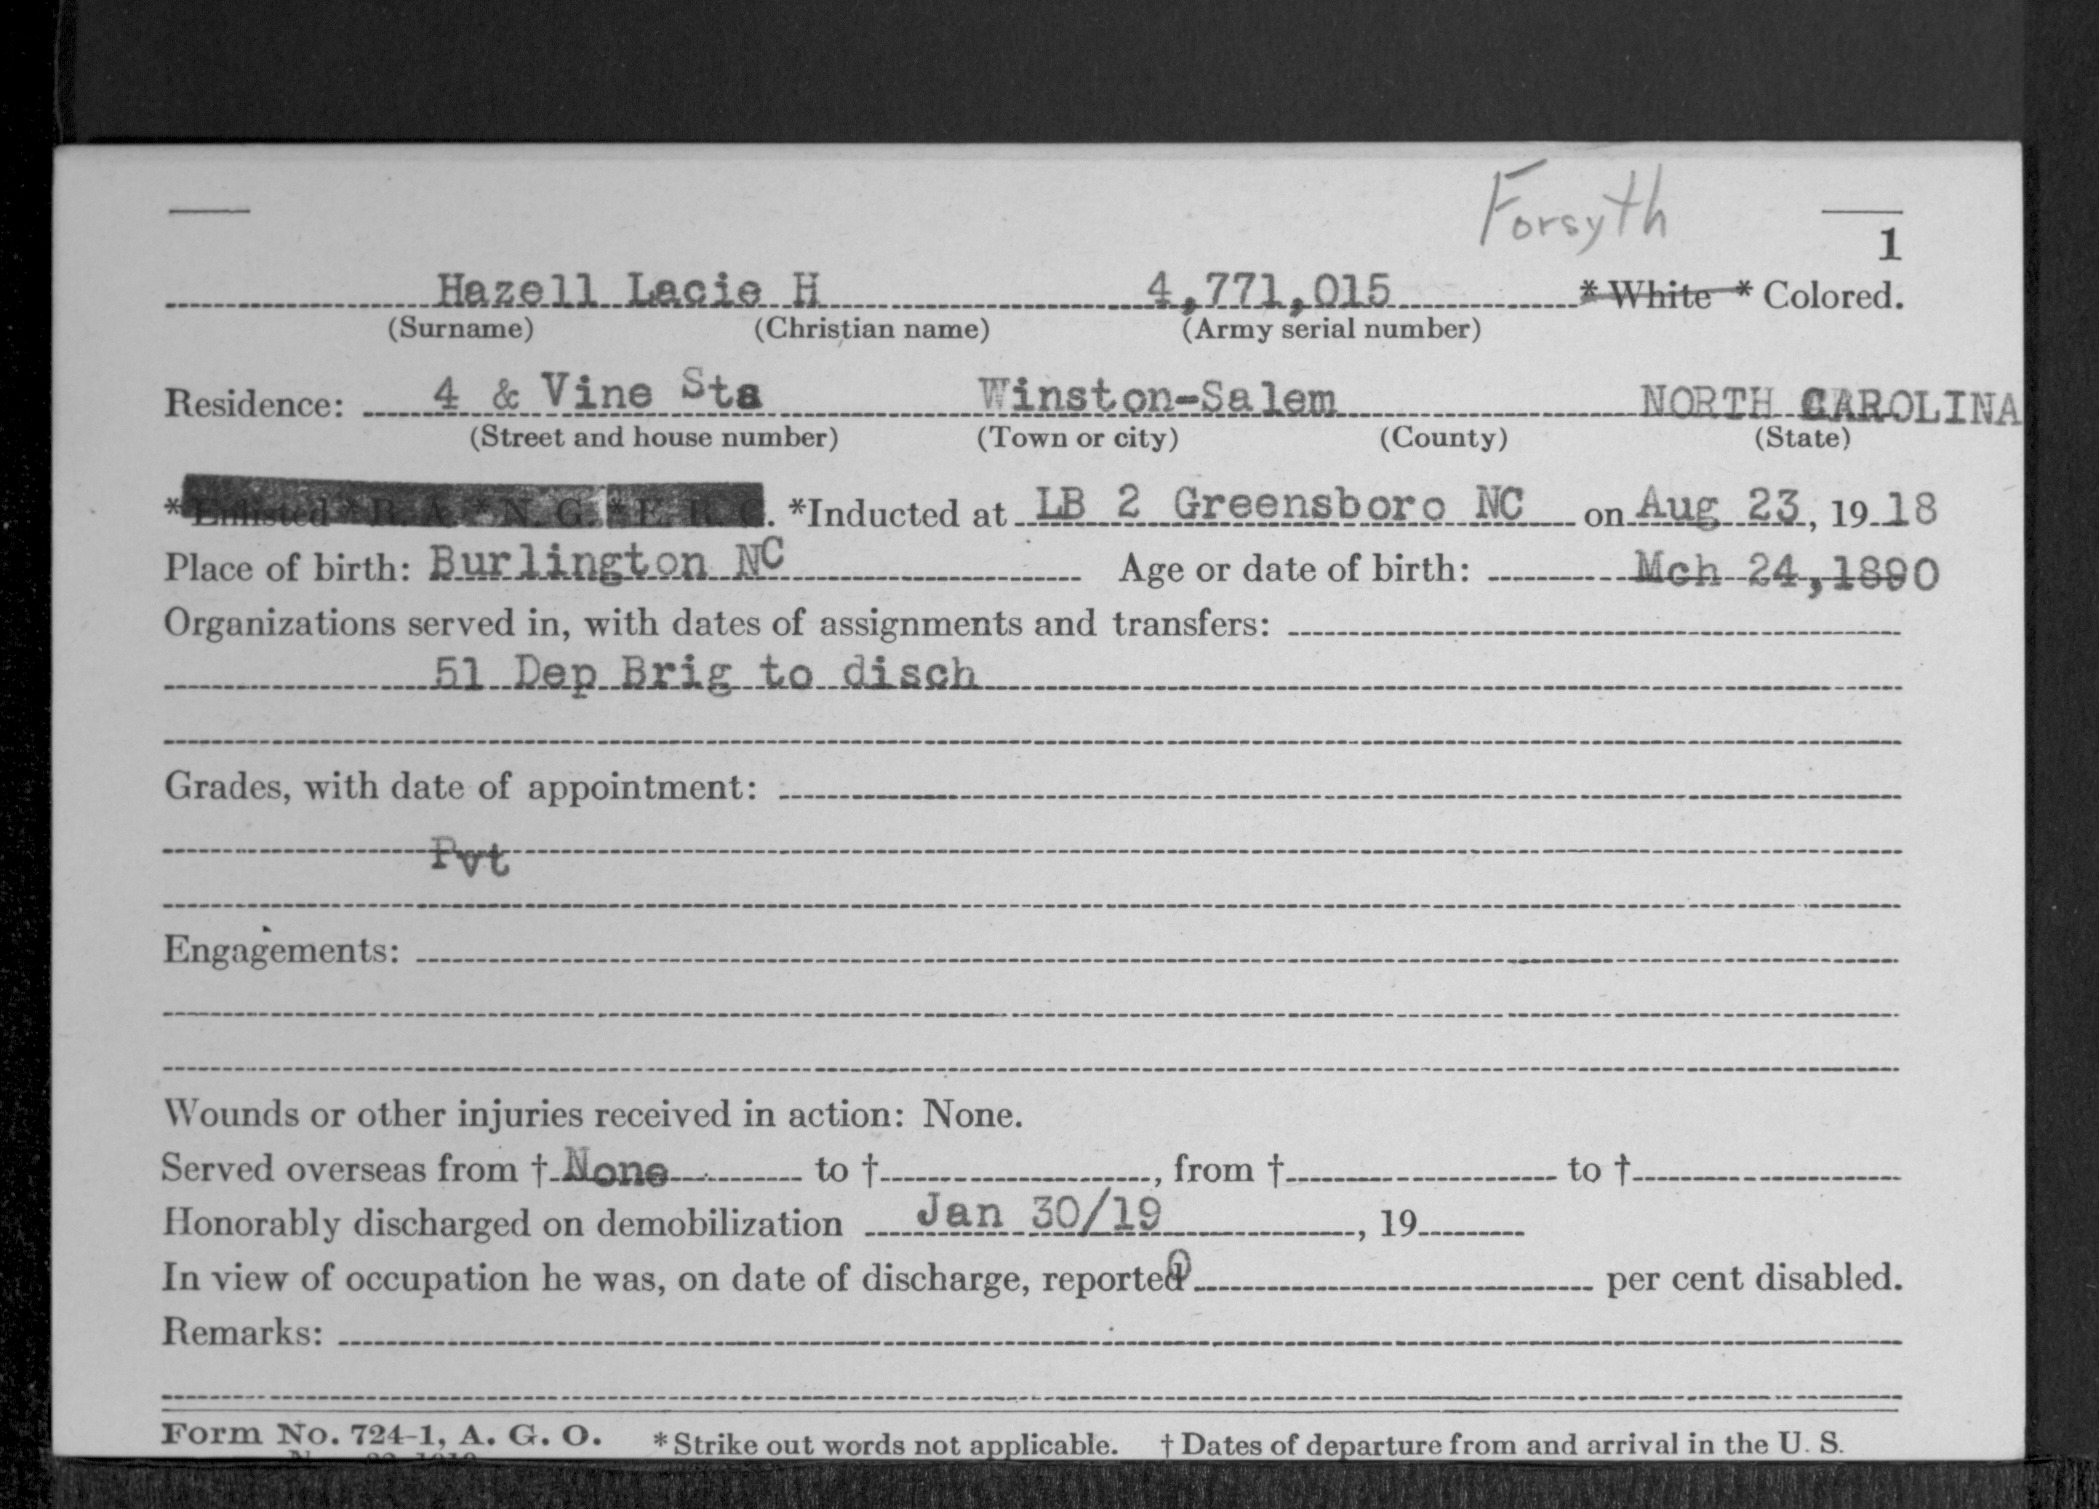 Forsyth
1
Hazell Lacie H 4,771,015 * White * Colored.
(Surname) (Christian name) (Army serial number)
Residence: 4 & Vine Sts Winston-Salem NORTH CAROLINA
(Street and house number) (Town or city) (County) (State)
* Enlisted * R. A. * N. G. * E. R. C. *Inducted at LB 2 Greensboro NC on Aug 23, 19 18
Place of birth: Burlington NC Age or date of birth: Mch 24,1890
Organizations served in, with dates of assignments and transfers:
51 Dep Brig to disch
Grades, with date of appointment:
Pvt
Engagements:
Wounds or other injuries received in action: None.
Served overseas from † None to † , from † to †
Honorably discharged on demobilization Jan 30/19 , 19
In view of occupation he was, on date of discharge, reported 0 per cent disabled.
Remarks:
Form No. 724-1, A. G. O. * Strike out words not applicable. † Dates of departure from and arrival in the U. S.